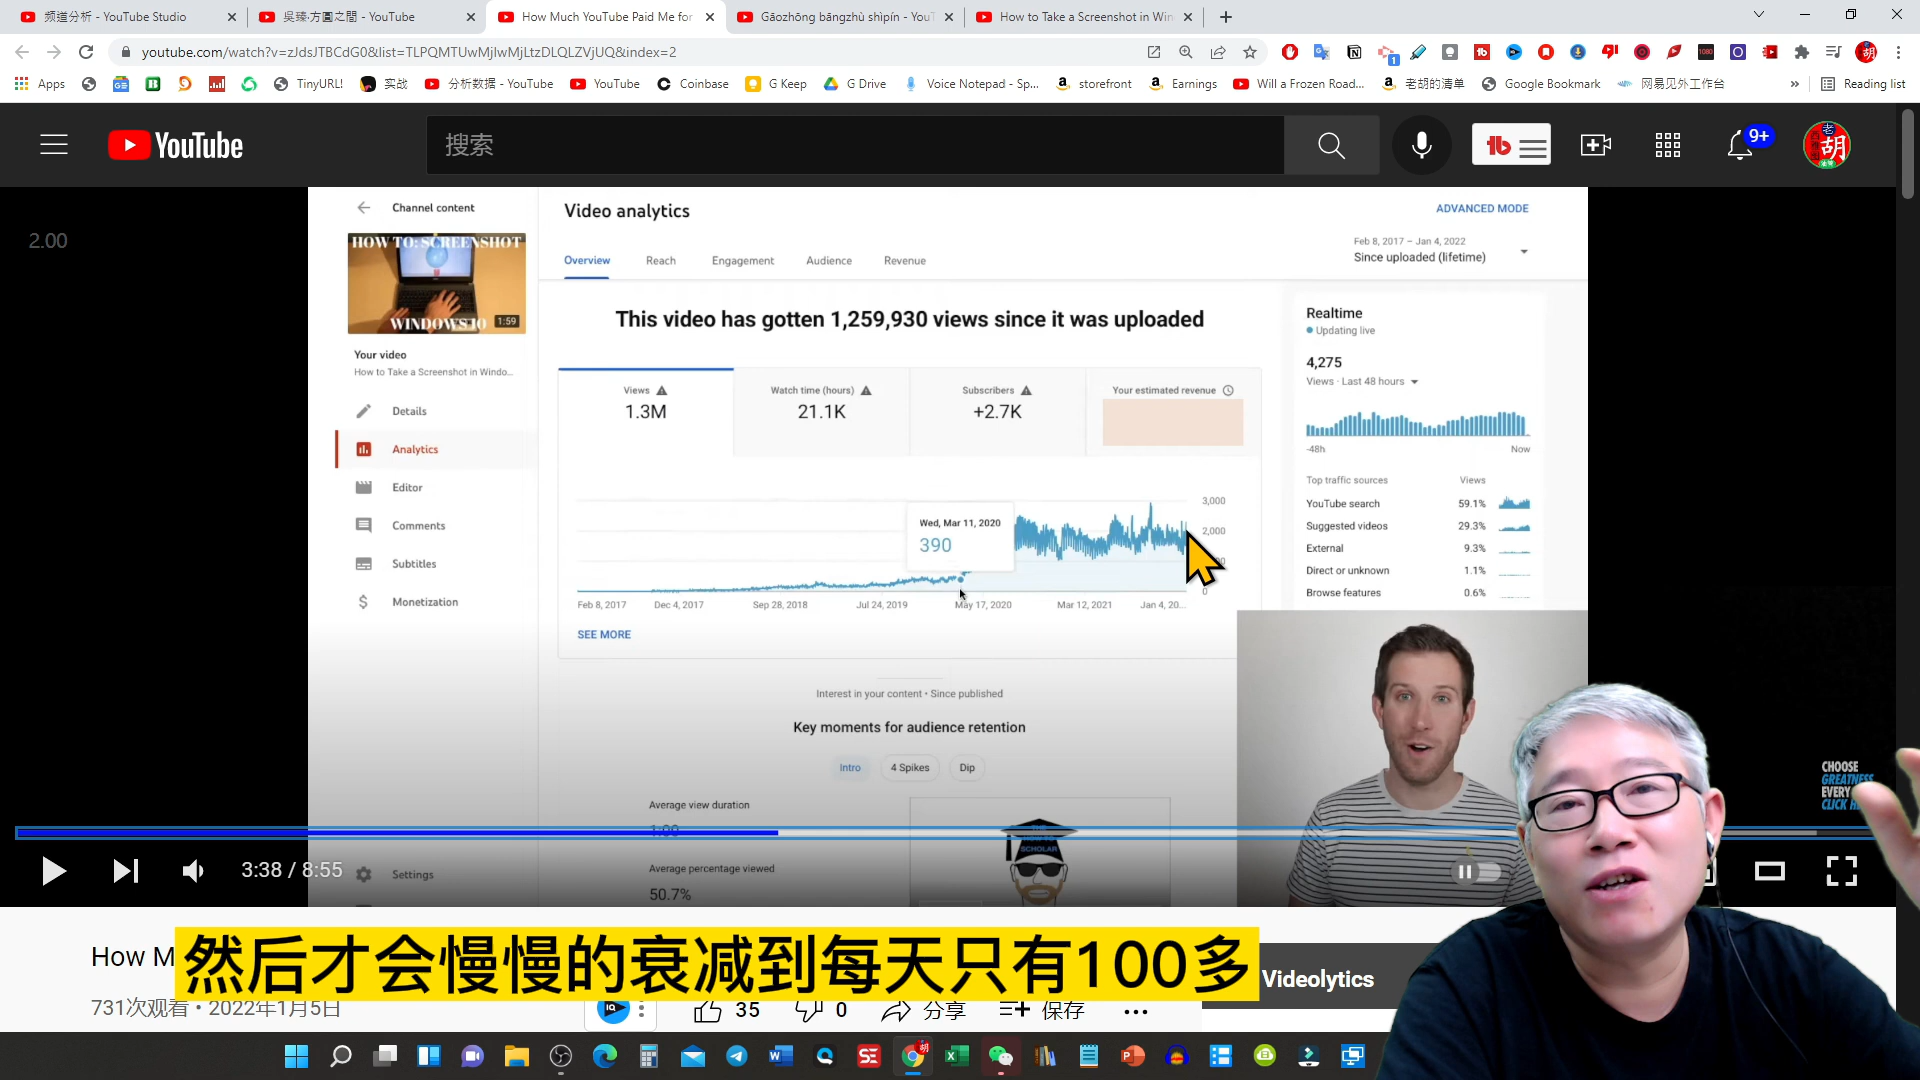 频道分析 - YouTube Studio
吳臻·方圓之間 - YouTube
How Much YouTube Paid Me for
Gāozhōng bāngzhù shìpín - YouT
How to Take a Screenshot in Win
youtube.com/watch?v=zJdsJTBCdG0&list=TLPQMTUwMjIwMjLtzDLQLZVjUQ&index=2
Apps
TinyURL!
实战
分析数据 - YouTube
YouTube
Coinbase
G Keep
G Drive
Voice Notepad - Sp...
storefront
Earnings
Will a Frozen Road...
老胡的清单
Google Bookmark
网易见外工作台
»
Reading list
YouTube
搜索
9+
2.00
Channel content
HOW TO: SCREENSHOT
WINDOWS 10
1:59
Your video
How to Take a Screenshot in Windo...
Details
Analytics
Editor
Comments
Subtitles
Monetization
Settings
Video analytics
ADVANCED MODE
Overview
Reach
Engagement
Audience
Revenue
Feb 8, 2017 – Jan 4, 2022
Since uploaded (lifetime)
This video has gotten 1,259,930 views since it was uploaded
Views
1.3M
Watch time (hours)
21.1K
Subscribers
+2.7K
Your estimated revenue
3,000
2,000
0
Wed, Mar 11, 2020
390
Feb 8, 2017
Dec 4, 2017
Sep 28, 2018
Jul 24, 2019
May 17, 2020
Mar 12, 2021
Jan 4, 20...
SEE MORE
Realtime
Updating live
4,275
Views · Last 48 hours
-48h
Now
Top traffic sources
Views
YouTube search 59.1%
Suggested videos 29.3%
External 9.3%
Direct or unknown 1.1%
Browse features 0.6%
Interest in your content • Since published
Key moments for audience retention
Intro
4 Spikes
Dip
Average view duration
1:00
Average percentage viewed
50.7%
SCHOLAR
CHOOSE
GREATNESS
EVERY
CLICK
3:38 / 8:55
How M
然后才会慢慢的衰减到每天只有100多
Videolytics
731次观看 • 2022年1月5日
35
0
分享
保存